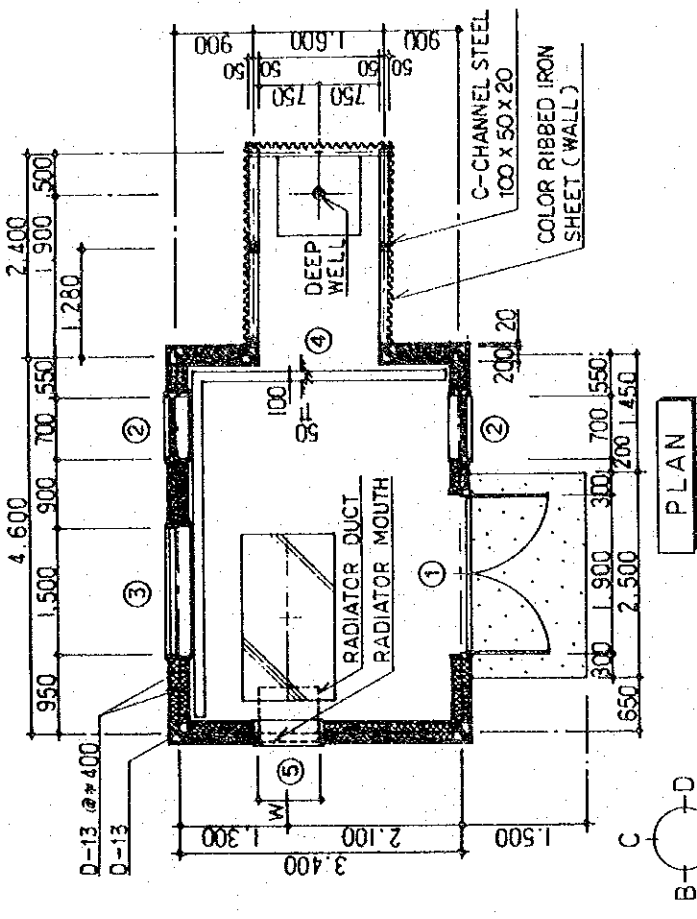 4.600
2.400
950
1.500
900
700
550
1.900
500
1.280
D-13 @≠400
D-13
③
②
900
1.600
900
50
50
50
50
750
750
DEEP
WELL
④
100
50
C-CHANNEL STEEL
100 x 50 x 20
COLOR RIBBED IRON
SHEET (WALL)
RADIATOR DUCT
RADIATOR MOUTH
⑤
W
①
②
200
20
1.300
2.100
3.400
1.500
300
1.900
300
700
550
650
2.500
200
1.450
PLAN
C
B
D